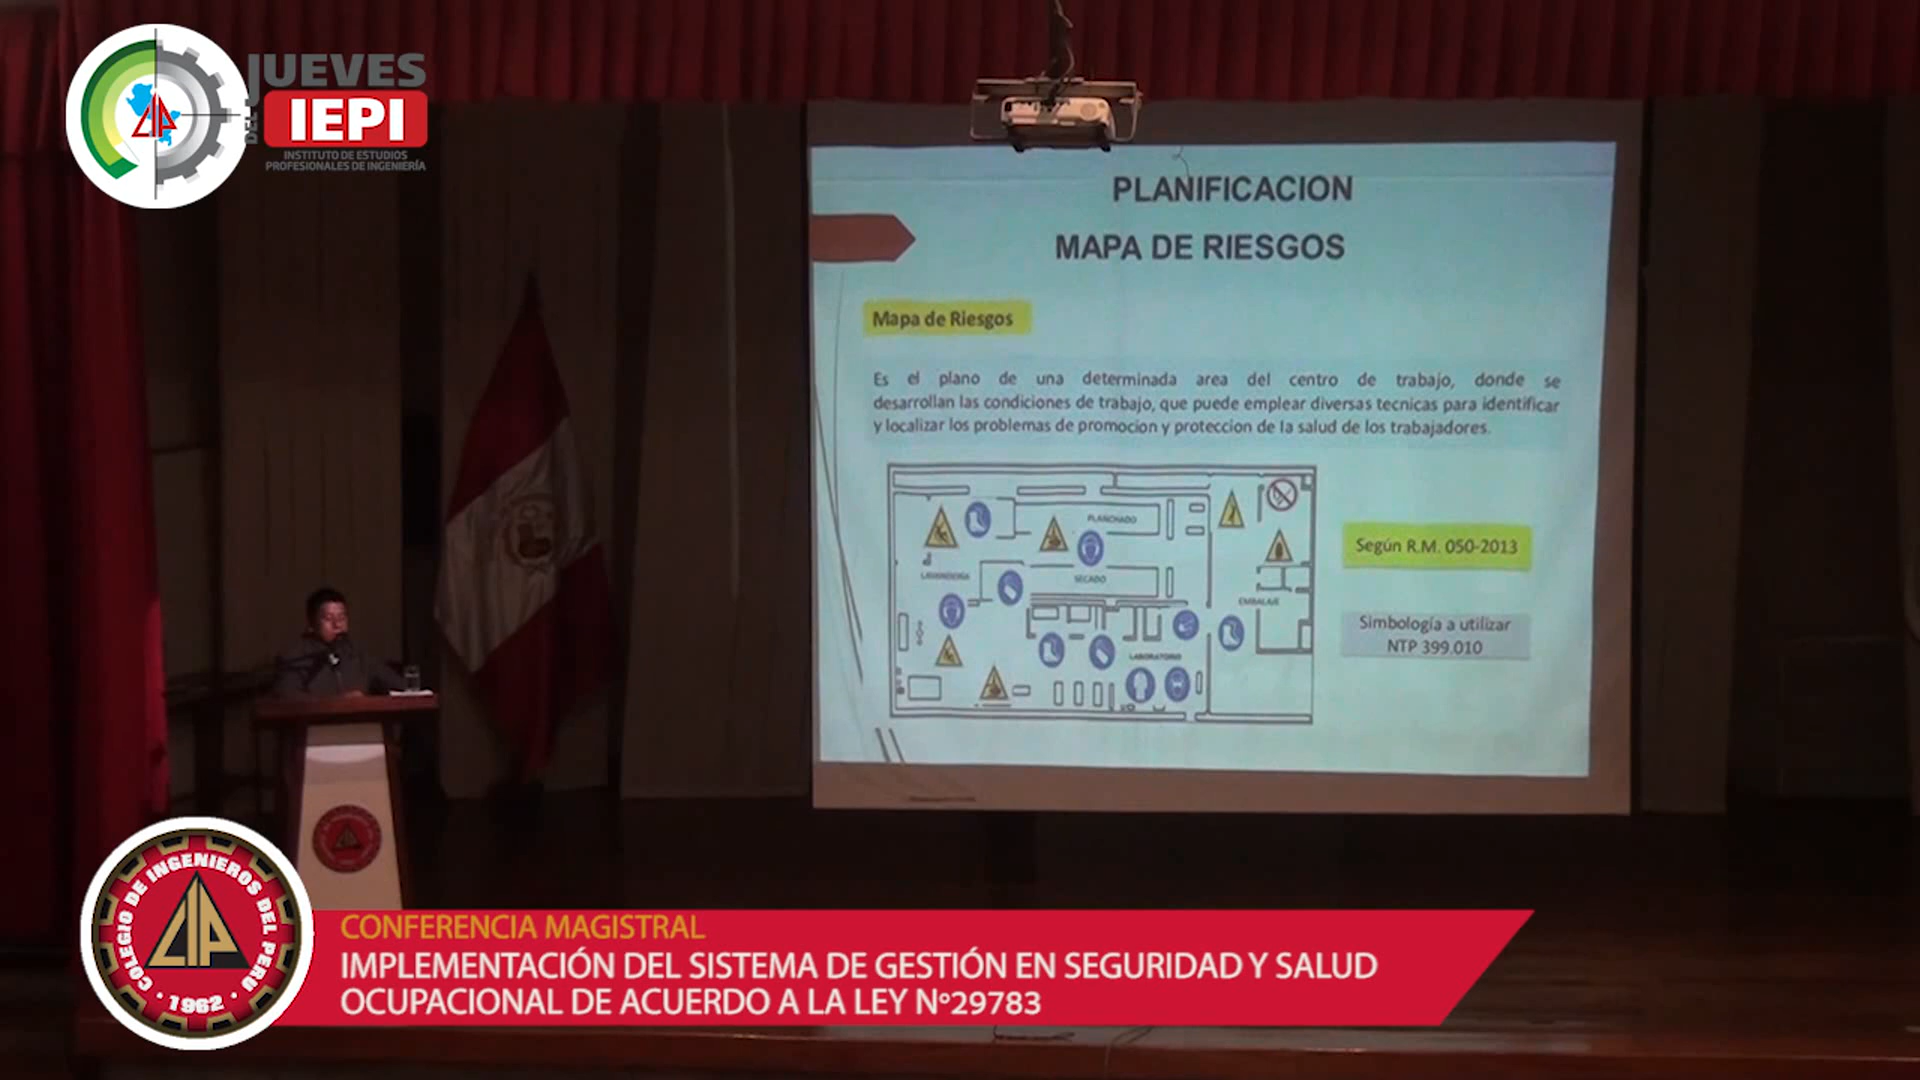 JUEVES
DEL
IEPI
INSTITUTO DE ESTUDIOS
PROFESIONALES DE INGENIERÍA
PLANIFICACION
MAPA DE RIESGOS
Mapa de Riesgos
Es el plano de una determinada area del centro de trabajo, donde se
desarrollan las condiciones de trabajo, que puede emplear diversas tecnicas para identificar
y localizar los problemas de promocion y proteccion de la salud de los trabajadores.
PLANCHADO
LAVANDERIA
SECADO
EMBALAJE
LABORATORIO
Según R.M. 050-2013
Simbología a utilizar
NTP 399.010
COLEGIO DE INGENIEROS DEL PERU
CIP
· 1962 ·
CONFERENCIA MAGISTRAL
IMPLEMENTACIÓN DEL SISTEMA DE GESTIÓN EN SEGURIDAD Y SALUD
OCUPACIONAL DE ACUERDO A LA LEY N°29783